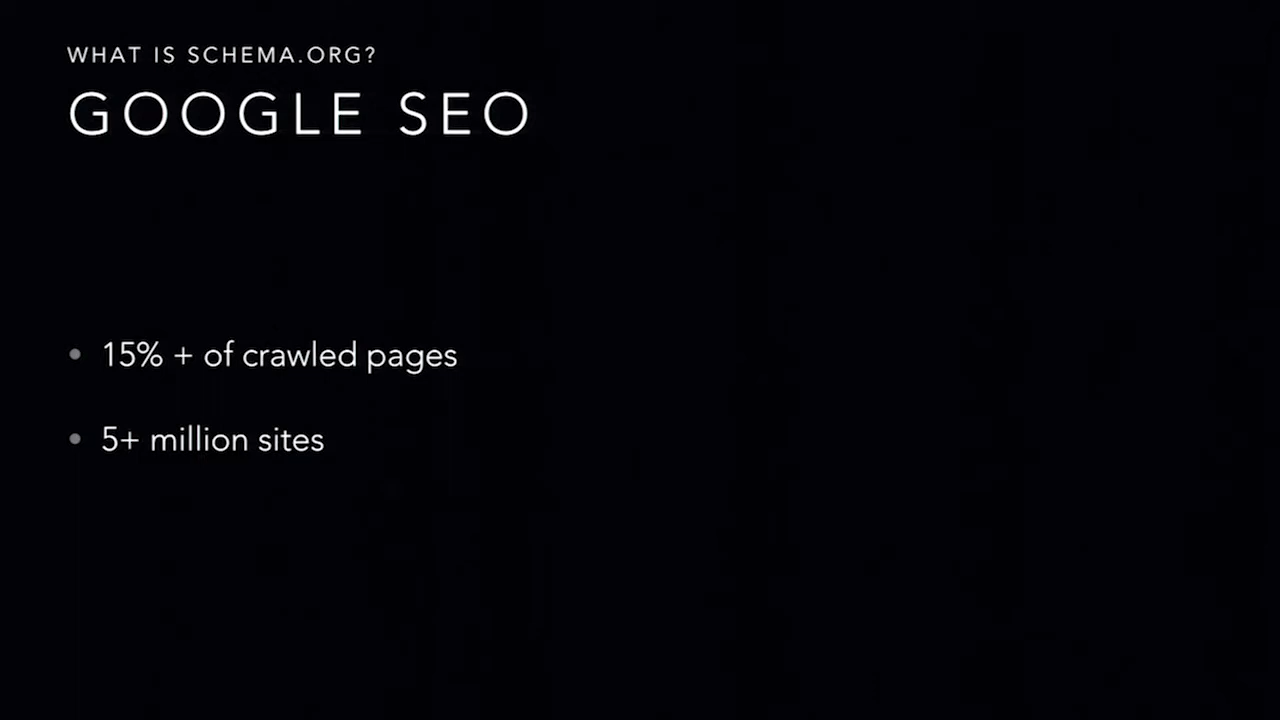 WHAT IS SCHEMA.ORG?
GOOGLE SEO
• 15% + of crawled pages
• 5+ million sites